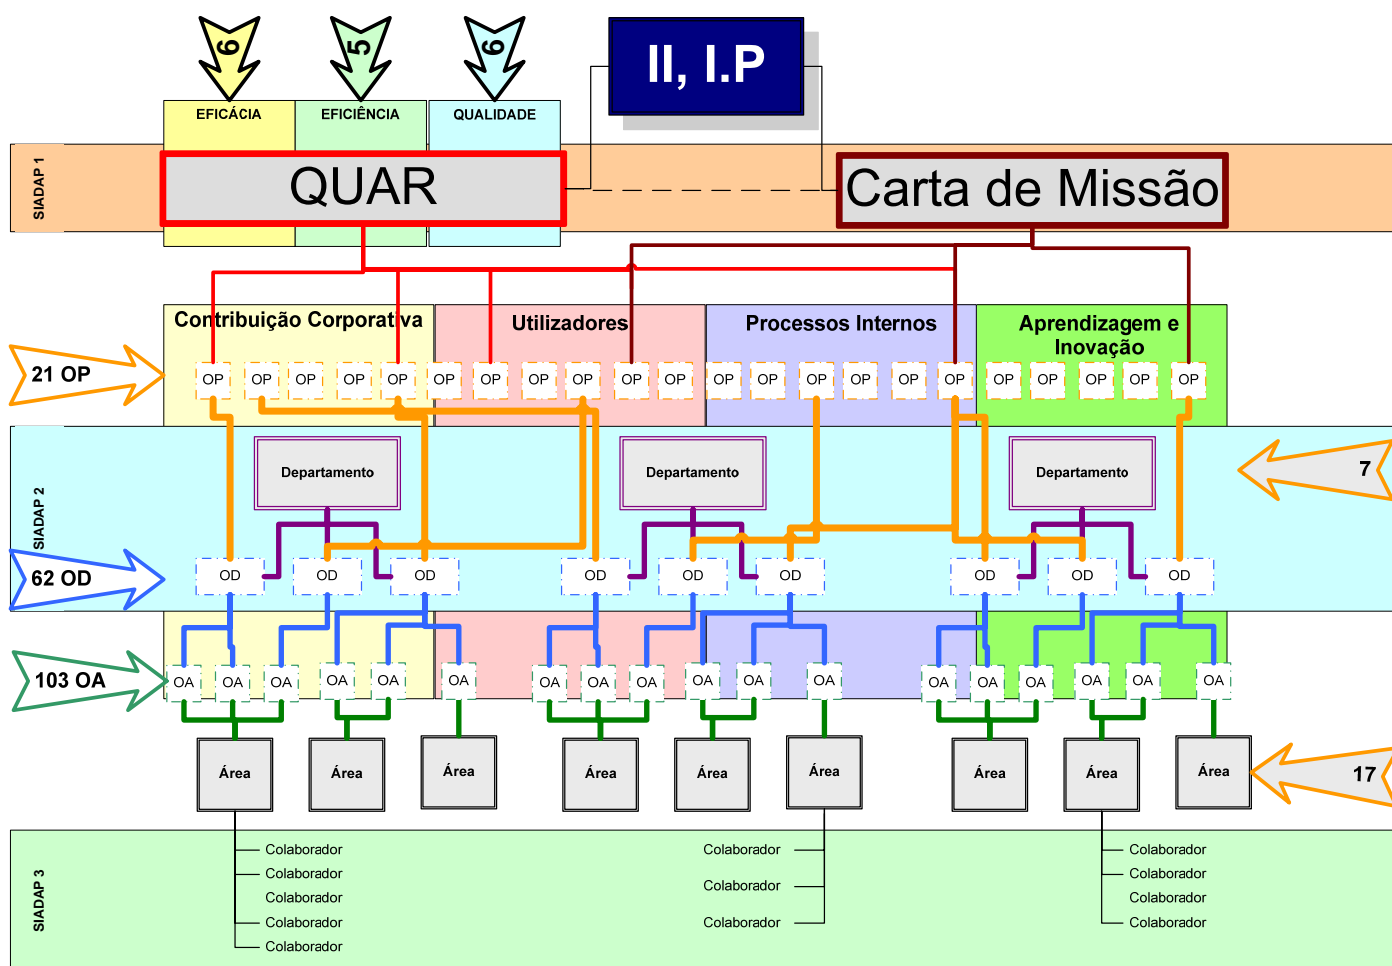 6 5 6
II, I.P
EFICÁCIA EFICIÊNCIA QUALIDADE
SIADAP 1
QUAR
Carta de Missão
Contribuição Corporativa
Utilizadores
Processos Internos
Aprendizagem e
Inovação
21 OP
OP OP OP OP OP OP OP OP OP OP OP OP OP OP OP OP OP OP OP OP OP OP
SIADAP 2
Departamento Departamento Departamento
7
62 OD
OD OD OD OD OD OD OD OD OD
103 OA
OA OA OA OA OA OA OA OA OA OA OA OA OA OA OA OA OA OA
Área Área Área Área Área Área Área Área Área
17
SIADAP 3
Colaborador
Colaborador
Colaborador
Colaborador
Colaborador
Colaborador
Colaborador
Colaborador
Colaborador
Colaborador
Colaborador
Colaborador